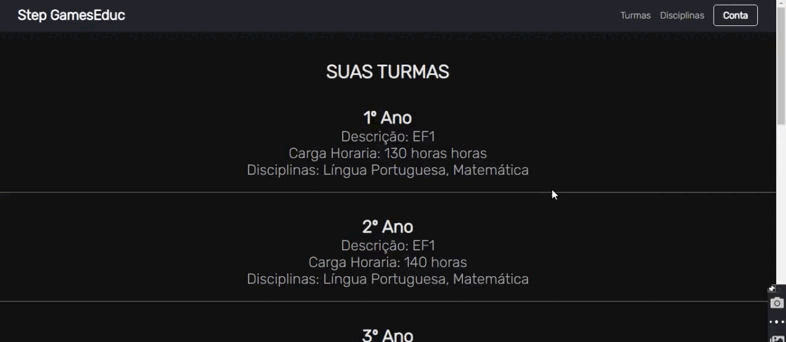 Step GamesEduc
Turmas Disciplinas Conta
SUAS TURMAS
1º Ano
Descrição: EF1
Carga Horaria: 130 horas horas
Disciplinas: Língua Portuguesa, Matemática
2º Ano
Descrição: EF1
Carga Horaria: 140 horas
Disciplinas: Língua Portuguesa, Matemática
3º Ano